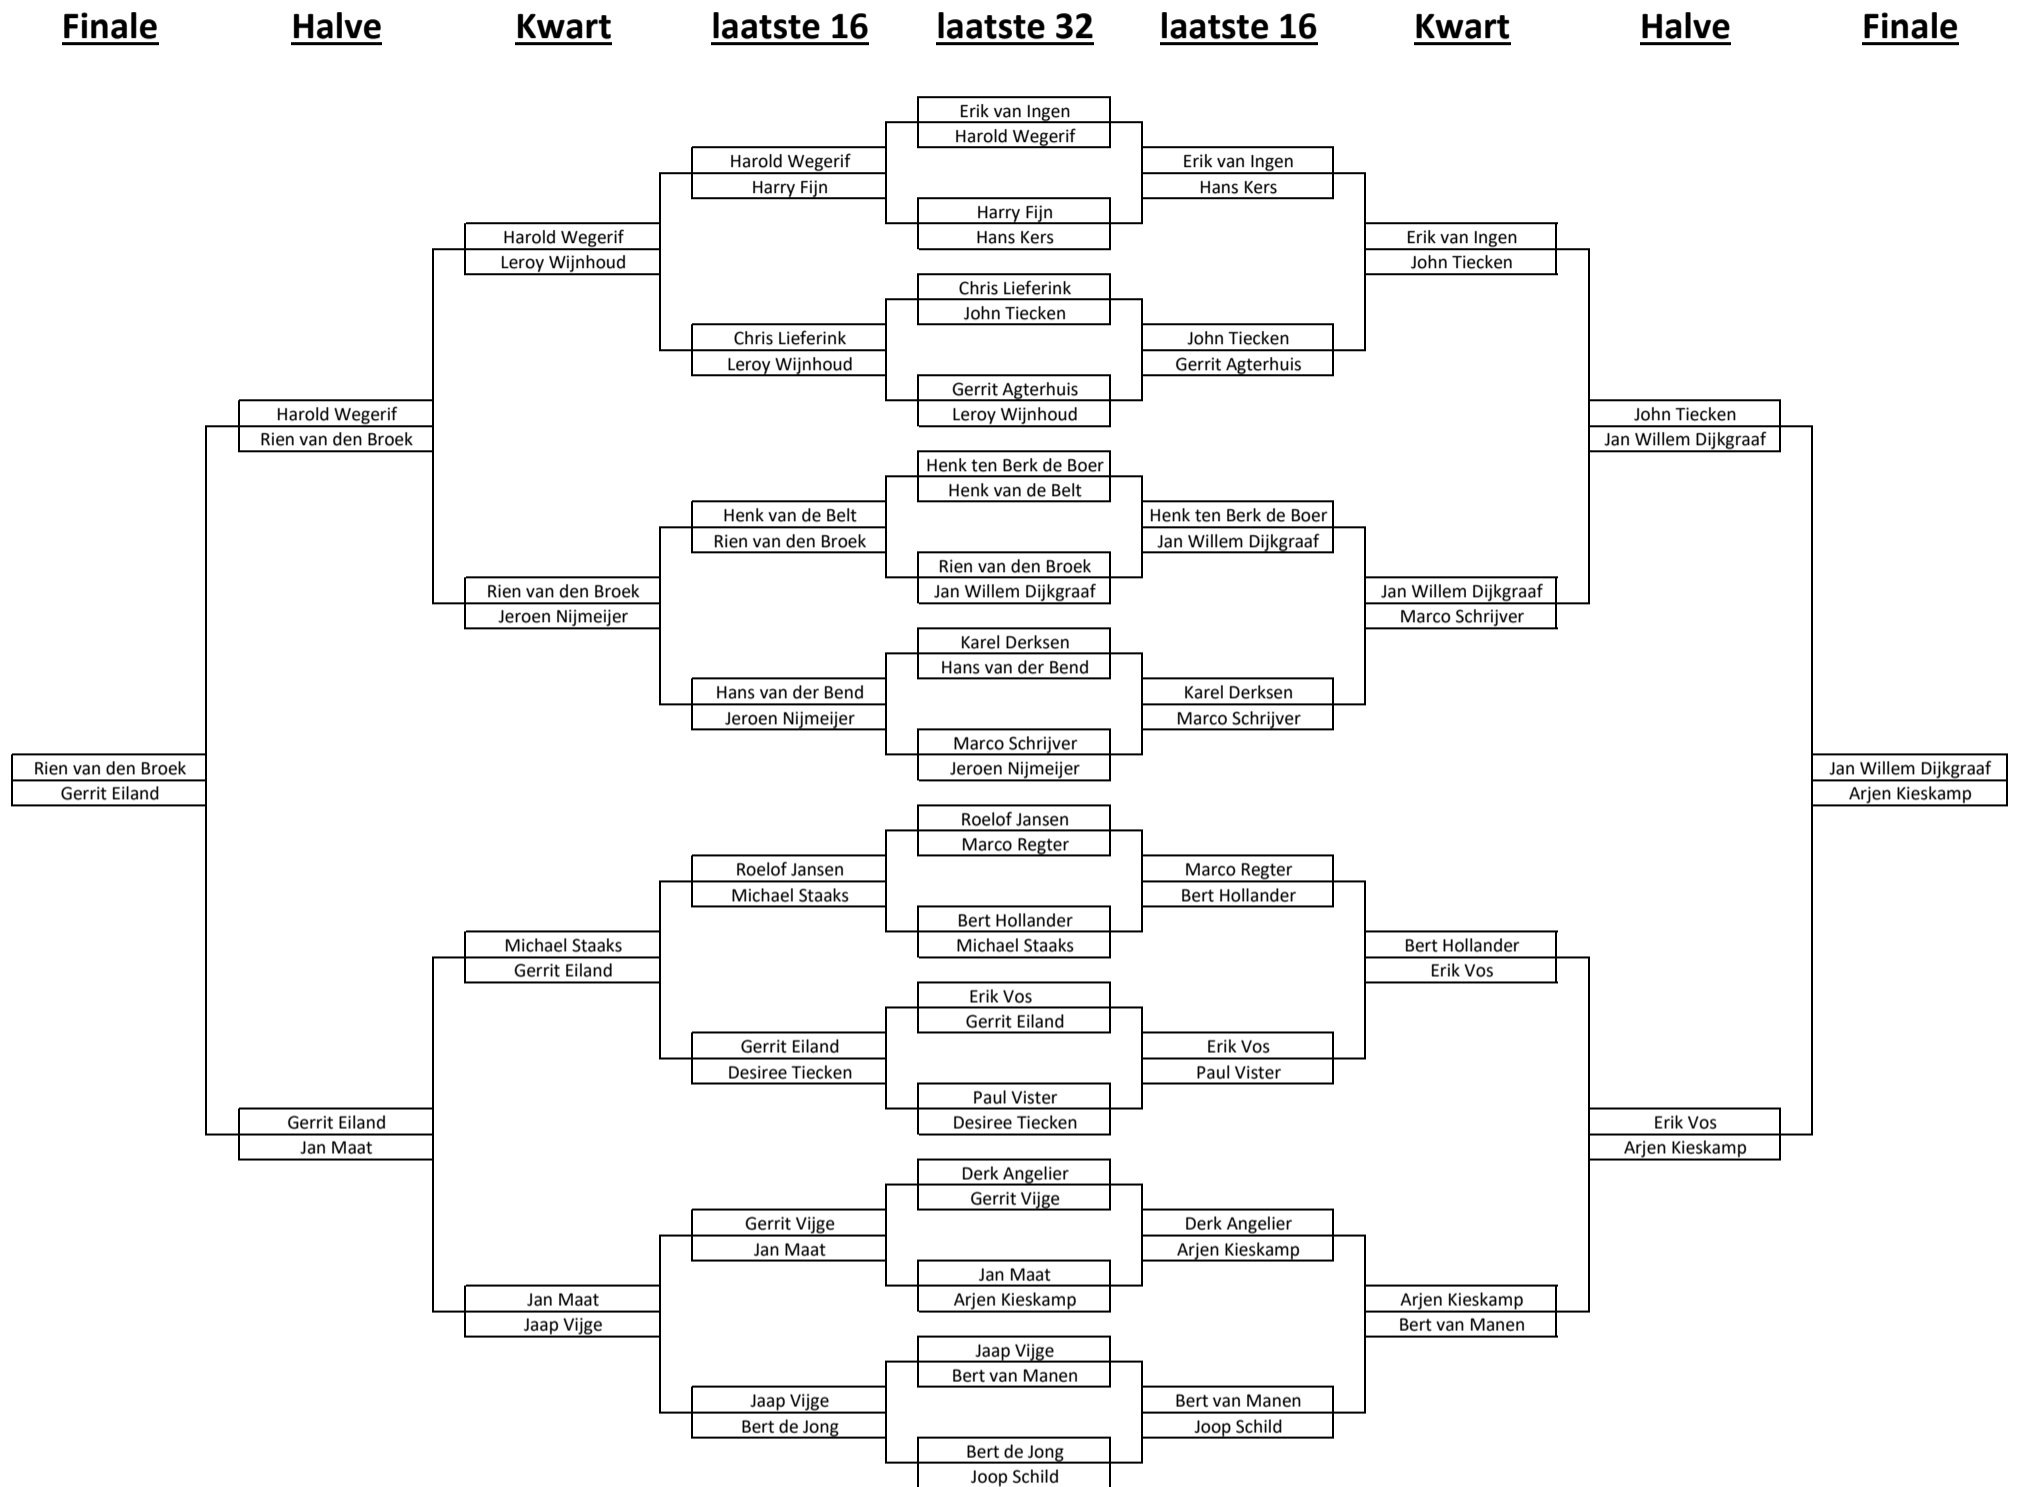 Finale Halve Kwart laatste 16 laatste 32 laatste 16 Kwart Halve Finale
Erik van Ingen
Harold Wegerif
Harold Wegerif Erik van Ingen
Harry Fijn Hans Kers
Harry Fijn
Harold Wegerif Hans Kers Erik van Ingen
Leroy Wijnhoud John Tiecken
Chris Lieferink
John Tiecken
Chris Lieferink John Tiecken
Leroy Wijnhoud Gerrit Agterhuis
Gerrit Agterhuis
Harold Wegerif Leroy Wijnhoud John Tiecken
Rien van den Broek Jan Willem Dijkgraaf
Henk ten Berk de Boer
Henk van de Belt
Henk van de Belt Henk ten Berk de Boer
Rien van den Broek Jan Willem Dijkgraaf
Rien van den Broek
Rien van den Broek Jan Willem Dijkgraaf Jan Willem Dijkgraaf
Jeroen Nijmeijer Marco Schrijver
Karel Derksen
Hans van der Bend
Hans van der Bend Karel Derksen
Jeroen Nijmeijer Marco Schrijver
Marco Schrijver
Rien van den Broek Jeroen Nijmeijer Jan Willem Dijkgraaf
Gerrit Eiland Arjen Kieskamp
Roelof Jansen
Marco Regter
Roelof Jansen Marco Regter
Michael Staaks Bert Hollander
Bert Hollander
Michael Staaks Michael Staaks Bert Hollander
Gerrit Eiland Erik Vos
Erik Vos
Gerrit Eiland
Gerrit Eiland Erik Vos
Desiree Tiecken Paul Vister
Paul Vister
Gerrit Eiland Desiree Tiecken Erik Vos
Jan Maat Arjen Kieskamp
Derk Angelier
Gerrit Vijge
Gerrit Vijge Derk Angelier
Jan Maat Arjen Kieskamp
Jan Maat
Jan Maat Arjen Kieskamp Arjen Kieskamp
Jaap Vijge Bert van Manen
Jaap Vijge
Bert van Manen
Jaap Vijge Bert van Manen
Bert de Jong Joop Schild
Bert de Jong
Joop Schild